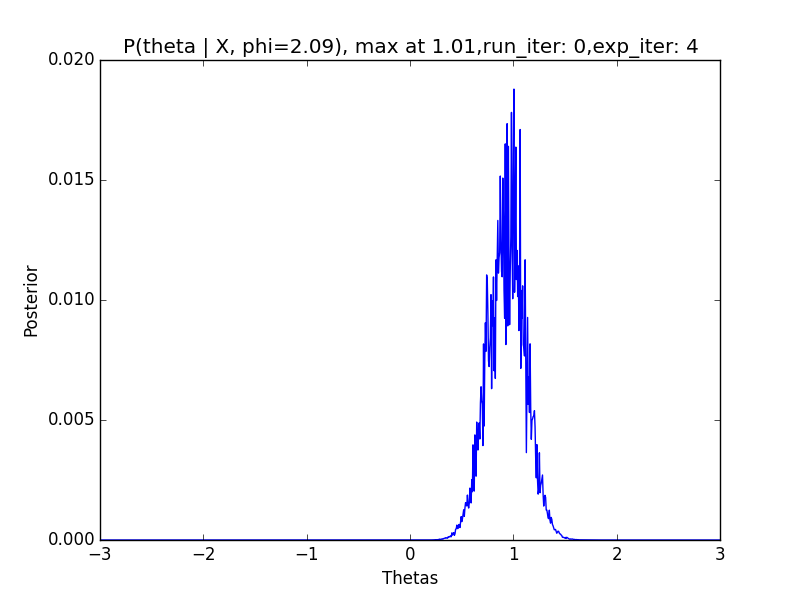 P(theta | X, phi=2.09), max at 1.01,run_iter: 0,exp_iter: 4
0.020
0.015
0.010
0.005
0.000
Posterior
−3 −2 −1 0 1 2 3
Thetas